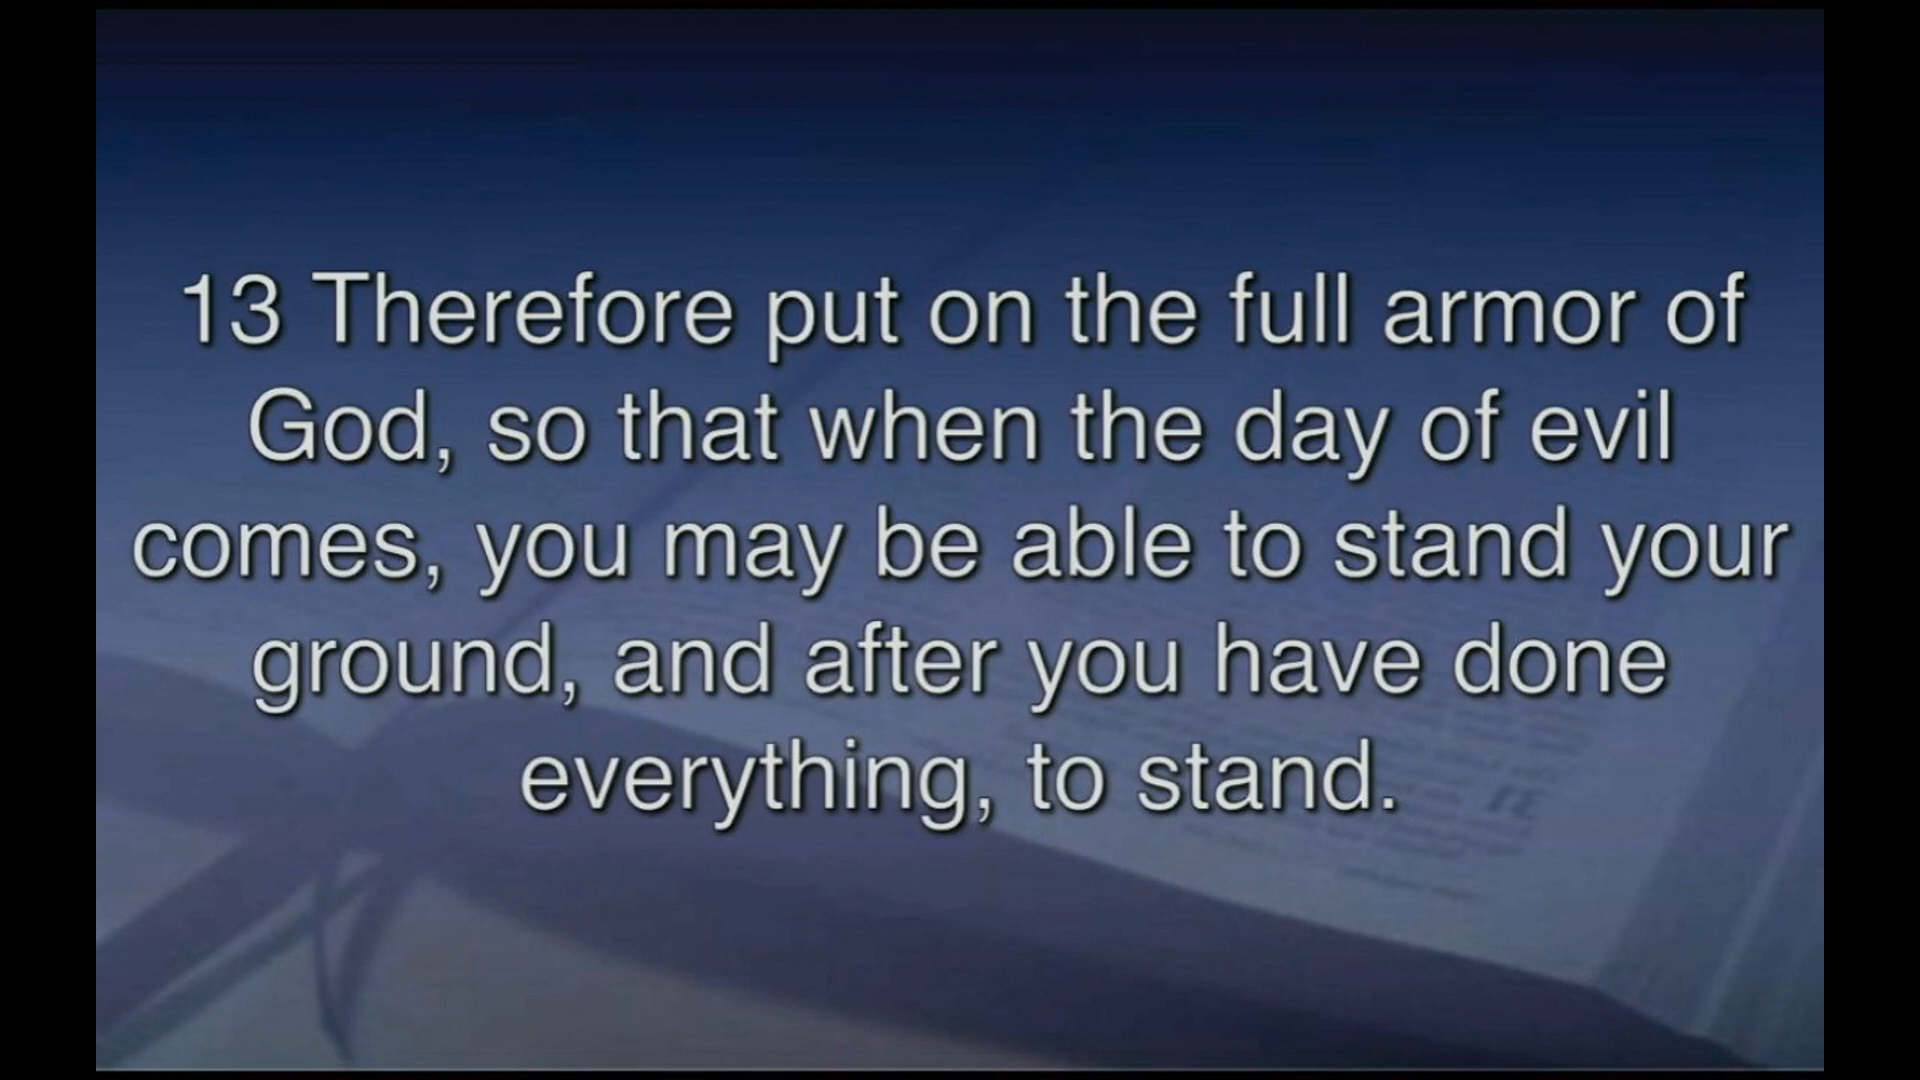 13 Therefore put on the full armor of
God, so that when the day of evil
comes, you may be able to stand your
ground, and after you have done
everything, to stand.